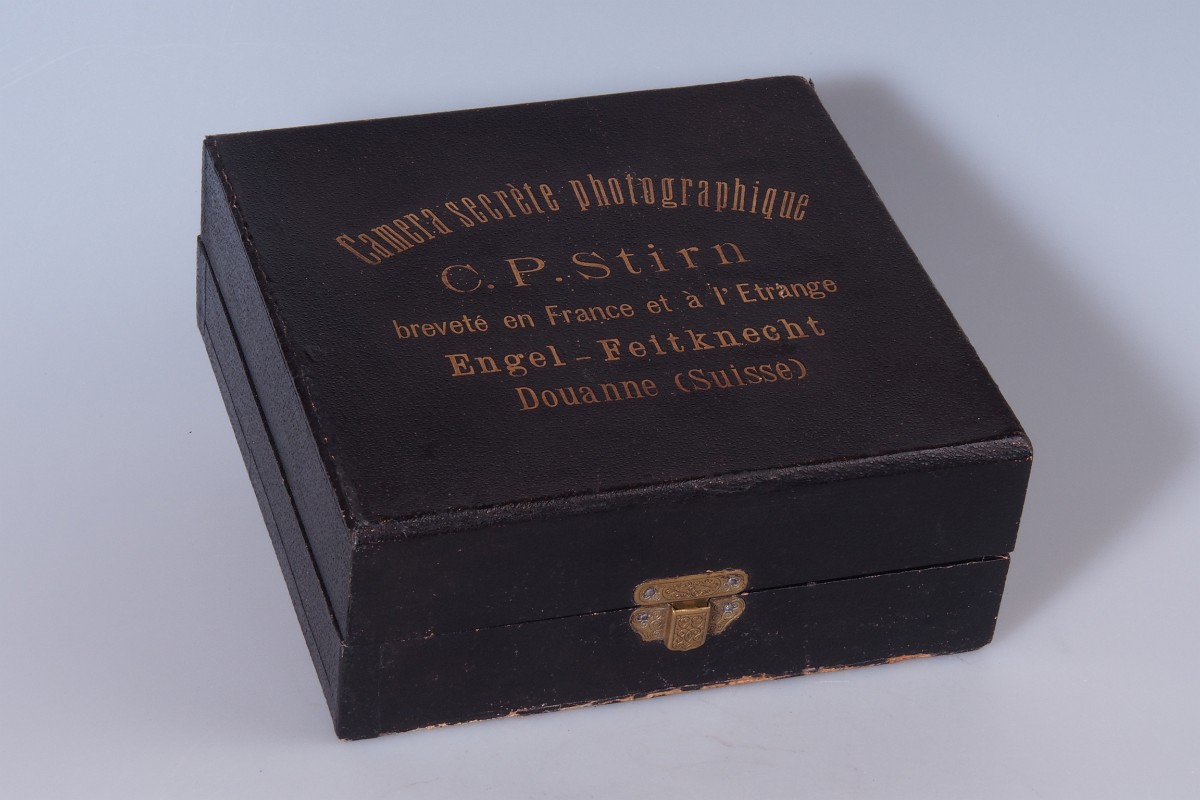 Camera secrète photographique
C. P. Stirn
breveté en France et à l'Etrange
Engel-Feitknecht
Douanne (Suisse)